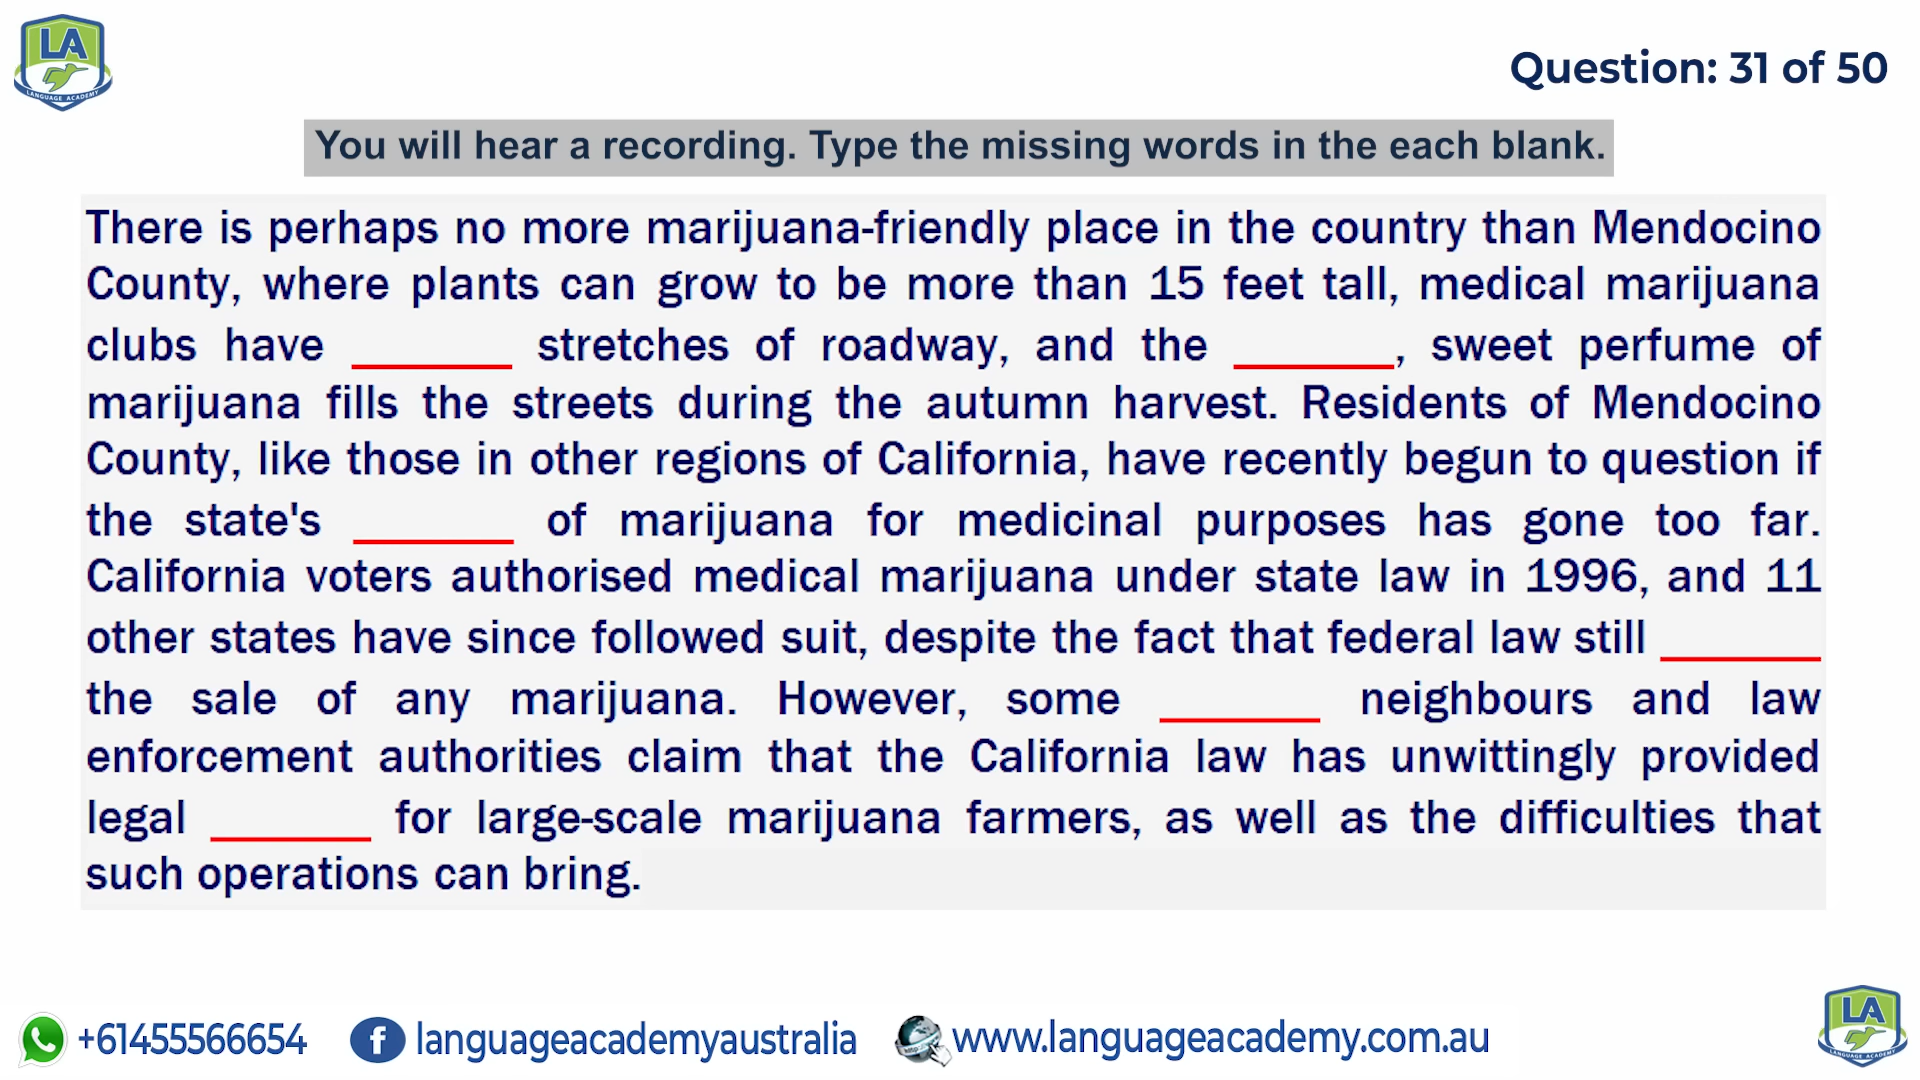 LA
LANGUAGE ACADEMY
Question: 31 of 50
You will hear a recording. Type the missing words in the each blank.
There is perhaps no more marijuana-friendly place in the country than Mendocino
County, where plants can grow to be more than 15 feet tall, medical marijuana
clubs have ______ stretches of roadway, and the ______, sweet perfume of
marijuana fills the streets during the autumn harvest. Residents of Mendocino
County, like those in other regions of California, have recently begun to question if
the state's ______ of marijuana for medicinal purposes has gone too far.
California voters authorised medical marijuana under state law in 1996, and 11
other states have since followed suit, despite the fact that federal law still ______
the sale of any marijuana. However, some ______ neighbours and law
enforcement authorities claim that the California law has unwittingly provided
legal ______ for large-scale marijuana farmers, as well as the difficulties that
such operations can bring.
+61455566654
f languageacademyaustralia
http:// www.languageacademy.com.au
LA
LANGUAGE ACADEMY